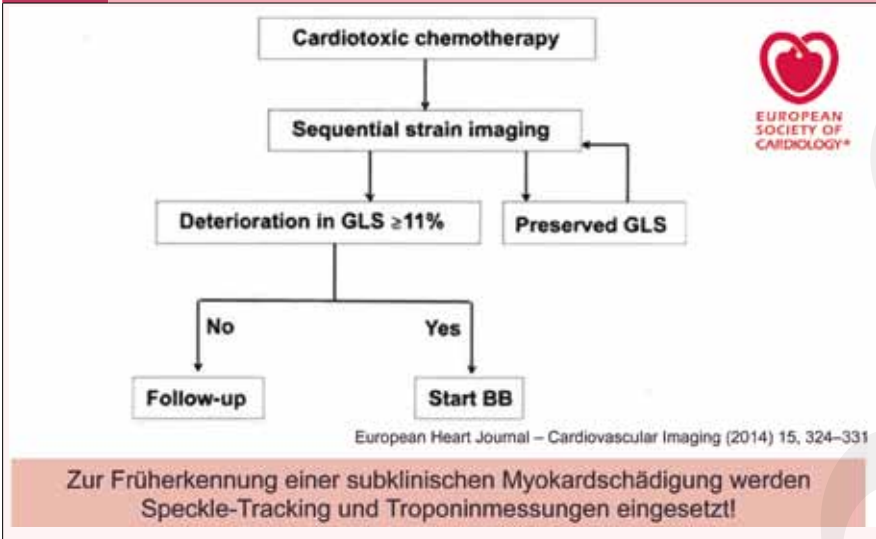 Cardiotoxic chemotherapy
EUROPEAN
SOCIETY OF
CARDIOLOGY®
Sequential strain imaging
Deterioration in GLS ≥11%
Preserved GLS
No
Yes
Follow-up
Start BB
European Heart Journal – Cardiovascular Imaging (2014) 15, 324–331
Zur Früherkennung einer subklinischen Myokardschädigung werden
Speckle-Tracking und Troponinmessungen eingesetzt!